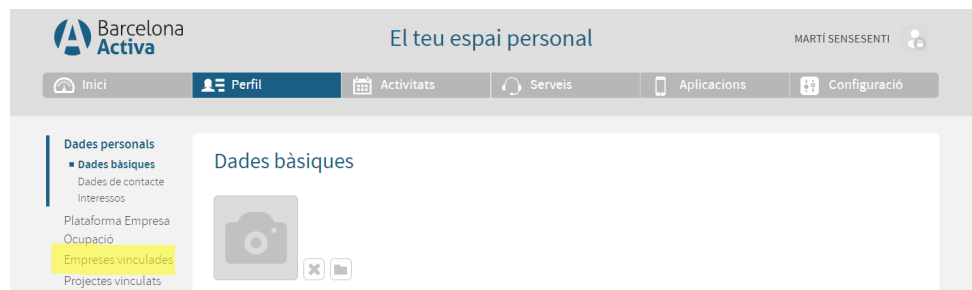 Barcelona
Activa
El teu espai personal
MARTÍ SENSESENTI
Inici
Perfil
Activitats
Serveis
Aplicacions
Configuració
Dades personals
Dades bàsiques
Dades de contacte
Interessos
Plataforma Empresa
Ocupació
Empreses vinculades
Projectes vinculats
Dades bàsiques